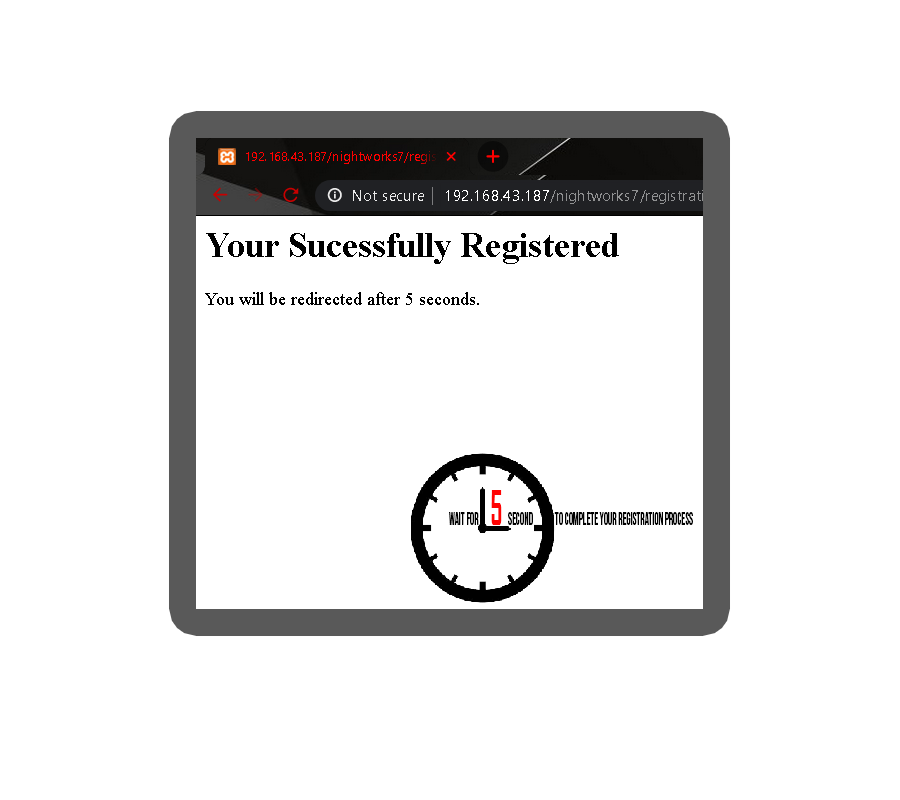 192.168.43.187/nightworks7/regis
Not secure 192.168.43.187/nightworks7/registrati
Your Sucessfully Registered
You will be redirected after 5 seconds.
WAIT FOR 5 SECOND TO COMPLETE YOUR REGISTRATION PROCESS